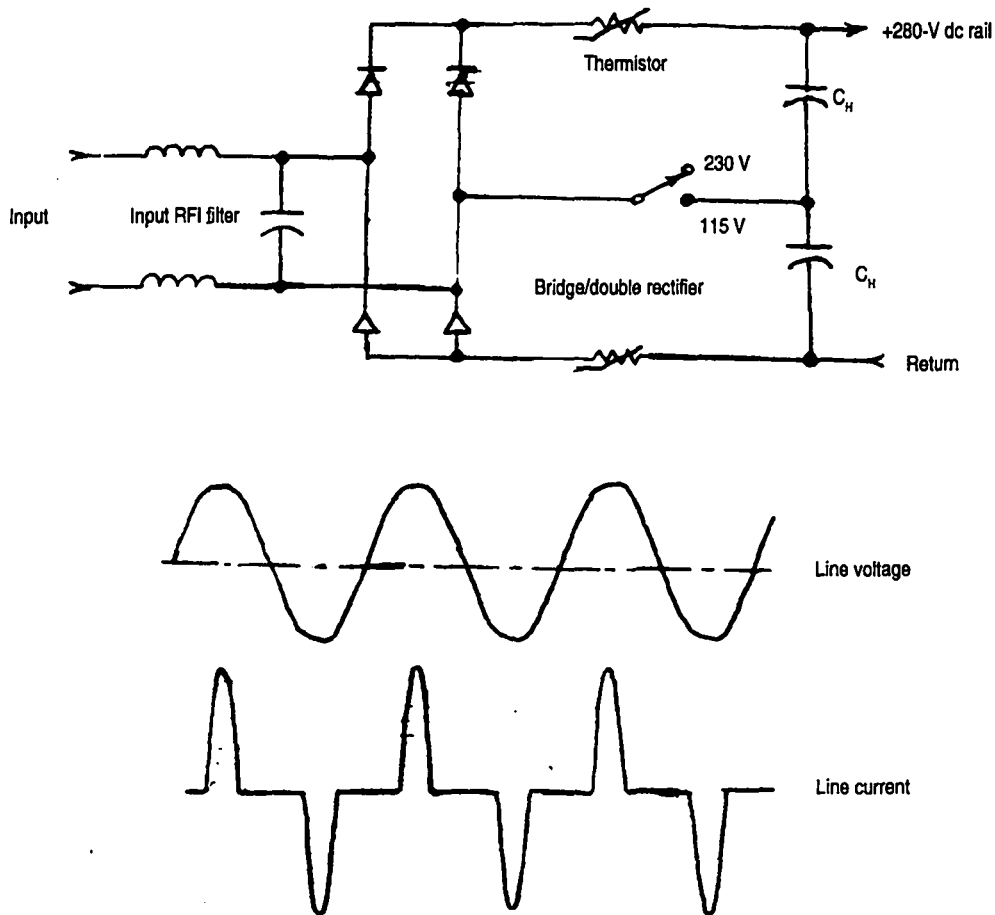 +280-V dc rail
Thermistor
C_H
230 V
Input
Input RFI filter
115 V
Bridge/double rectifier
C_H
Return
Line voltage
Line current